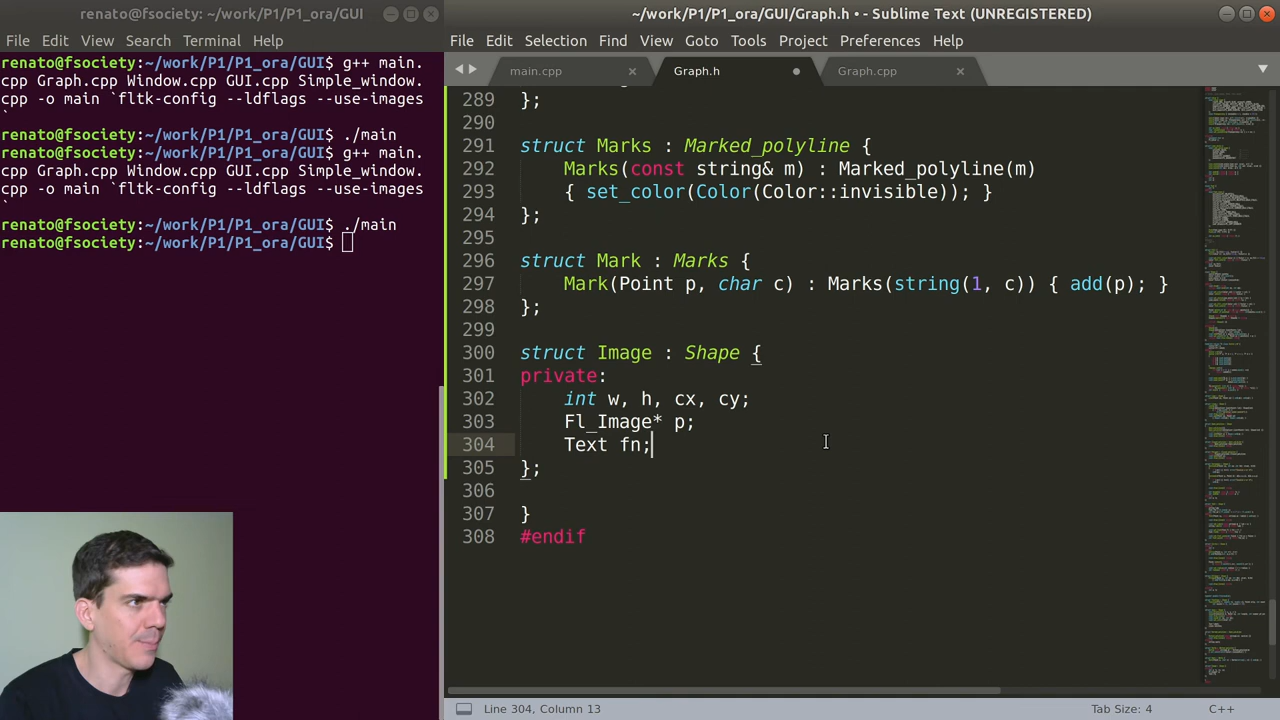 renato@fsociety: ~/work/P1/P1_ora/GUI
File Edit View Search Terminal Help
renato@fsociety:~/work/P1/P1_ora/GUI$ g++ main.
cpp Graph.cpp Window.cpp GUI.cpp Simple_window.
cpp -o main `fltk-config --ldflags --use-images
`
renato@fsociety:~/work/P1/P1_ora/GUI$ ./main
renato@fsociety:~/work/P1/P1_ora/GUI$ g++ main.
cpp Graph.cpp Window.cpp GUI.cpp Simple_window.
cpp -o main `fltk-config --ldflags --use-images
`
renato@fsociety:~/work/P1/P1_ora/GUI$ ./main
renato@fsociety:~/work/P1/P1_ora/GUI$
~/work/P1/P1_ora/GUI/Graph.h • - Sublime Text (UNREGISTERED)
File Edit Selection Find View Goto Tools Project Preferences Help
main.cpp Graph.h Graph.cpp
289 };
290
291 struct Marks : Marked_polyline {
292 Marks(const string& m) : Marked_polyline(m)
293 { set_color(Color(Color::invisible)); }
294 };
295
296 struct Mark : Marks {
297 Mark(Point p, char c) : Marks(string(1, c)) { add(p); }
298 };
299
300 struct Image : Shape {
301 private:
302 int w, h, cx, cy;
303 Fl_Image* p;
304 Text fn;
305 };
306
307 }
308 #endif
Line 304, Column 13
Tab Size: 4
C++